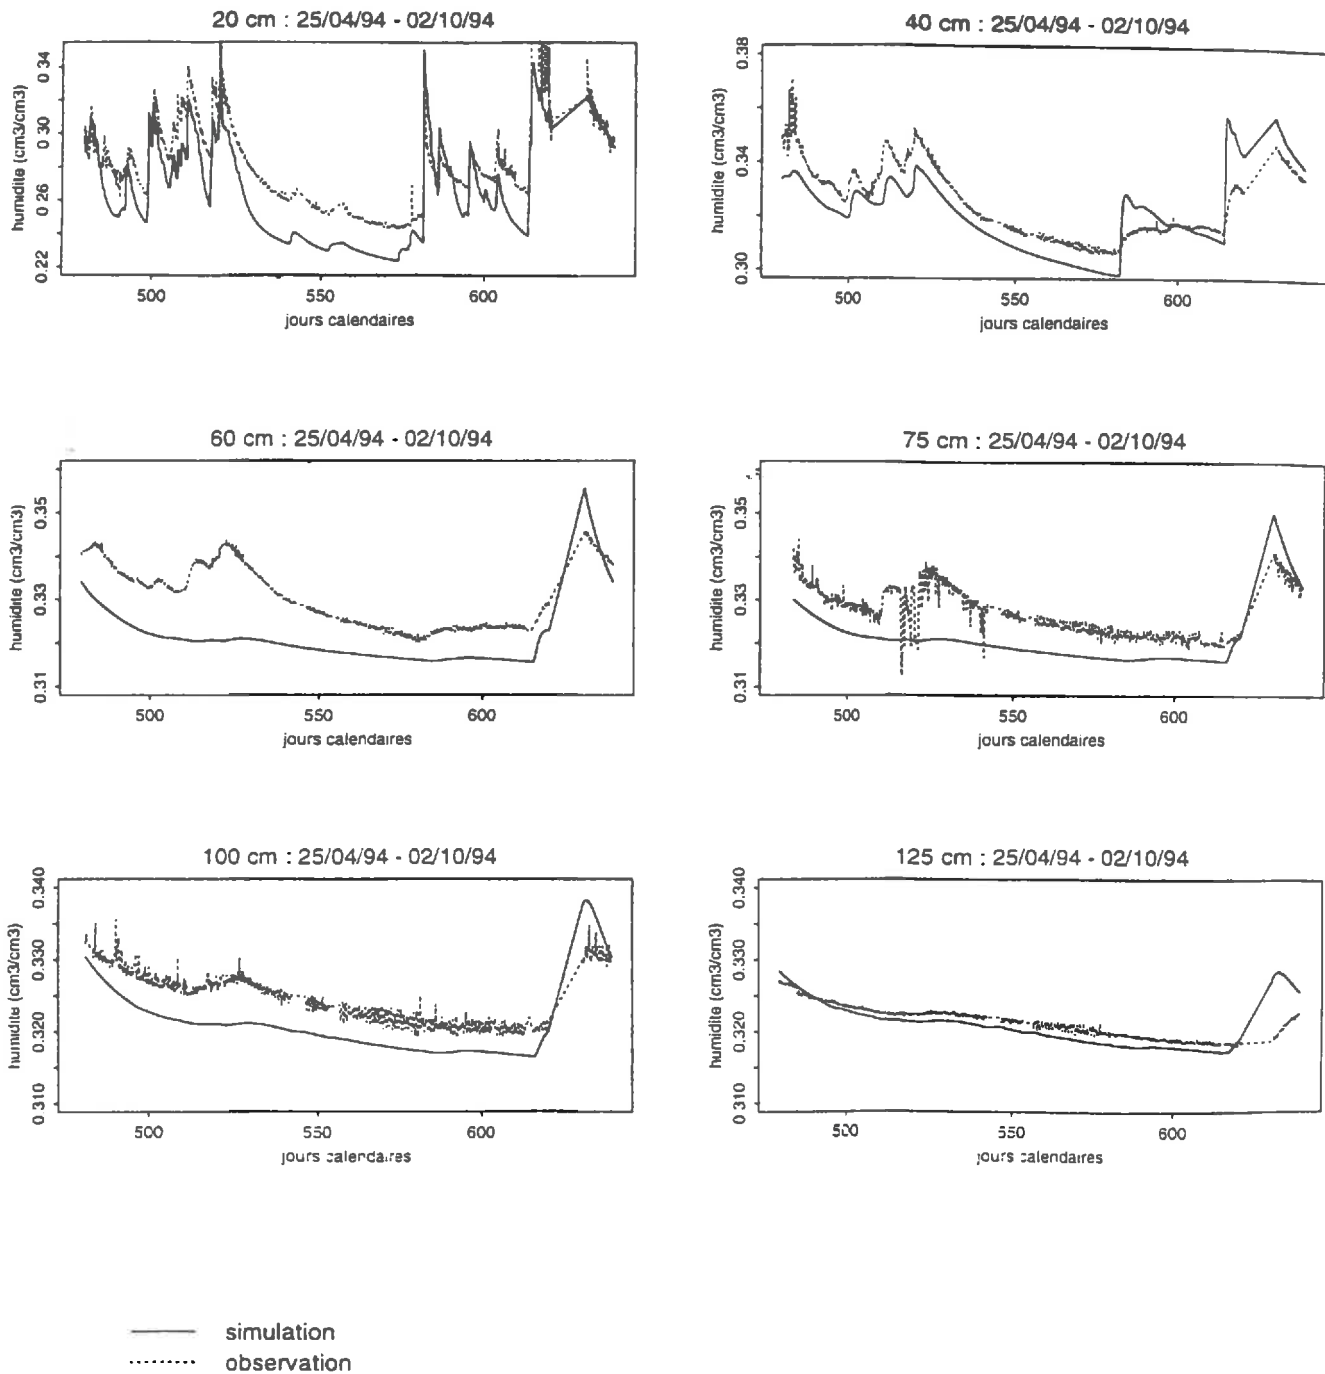 20 cm : 25/04/94 - 02/10/94
humidite (cm3/cm3)
0.34
0.30
0.26
0.22
500
550
600
jours calendaires
40 cm : 25/04/94 - 02/10/94
humidite (cm3/cm3)
0.38
0.34
0.30
500
550
600
jours calendaires
60 cm : 25/04/94 - 02/10/94
humidite (cm3/cm3)
0.35
0.33
0.31
500
550
600
jours calendaires
75 cm : 25/04/94 - 02/10/94
humidite (cm3/cm3)
0.35
0.33
0.31
500
550
600
jours calendaires
100 cm : 25/04/94 - 02/10/94
humidite (cm3/cm3)
0.340
0.330
0.320
0.310
500
550
600
jours calendaires
125 cm : 25/04/94 - 02/10/94
humidite (cm3/cm3)
0.340
0.330
0.320
0.310
500
550
600
jours calendaires
simulation
observation